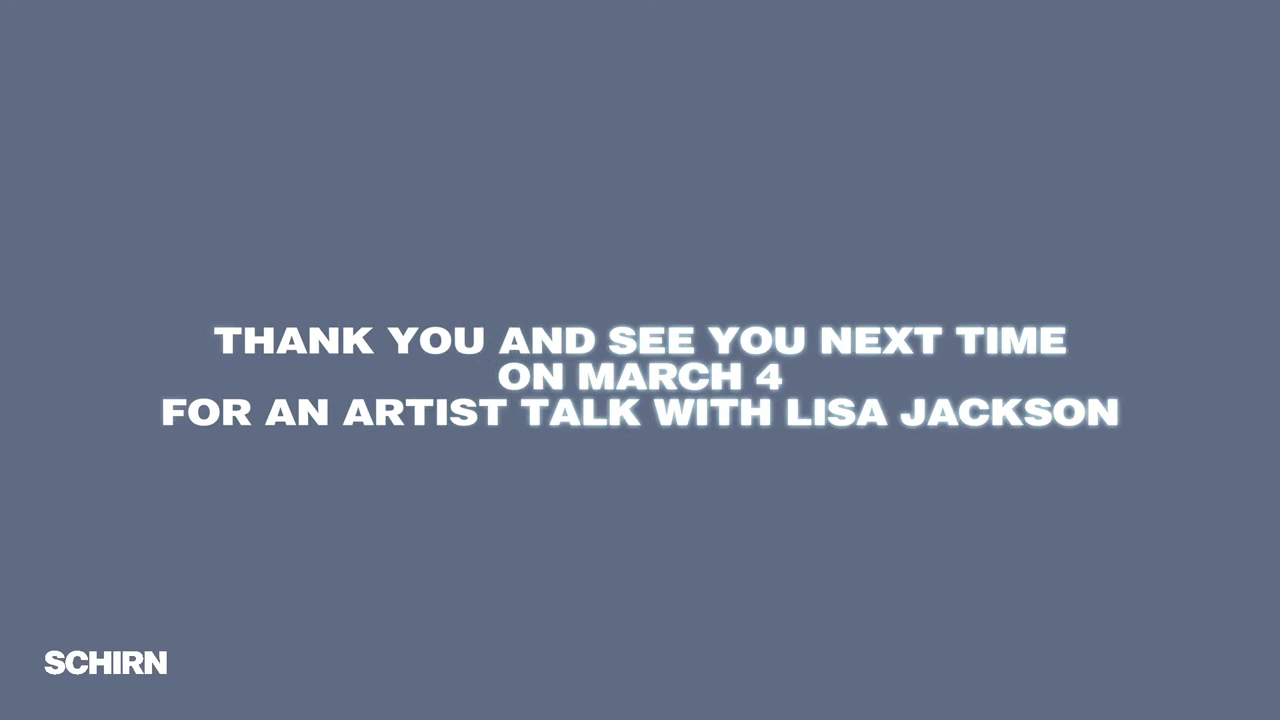 THANK YOU AND SEE YOU NEXT TIME
ON MARCH 4
FOR AN ARTIST TALK WITH LISA JACKSON
SCHIRN